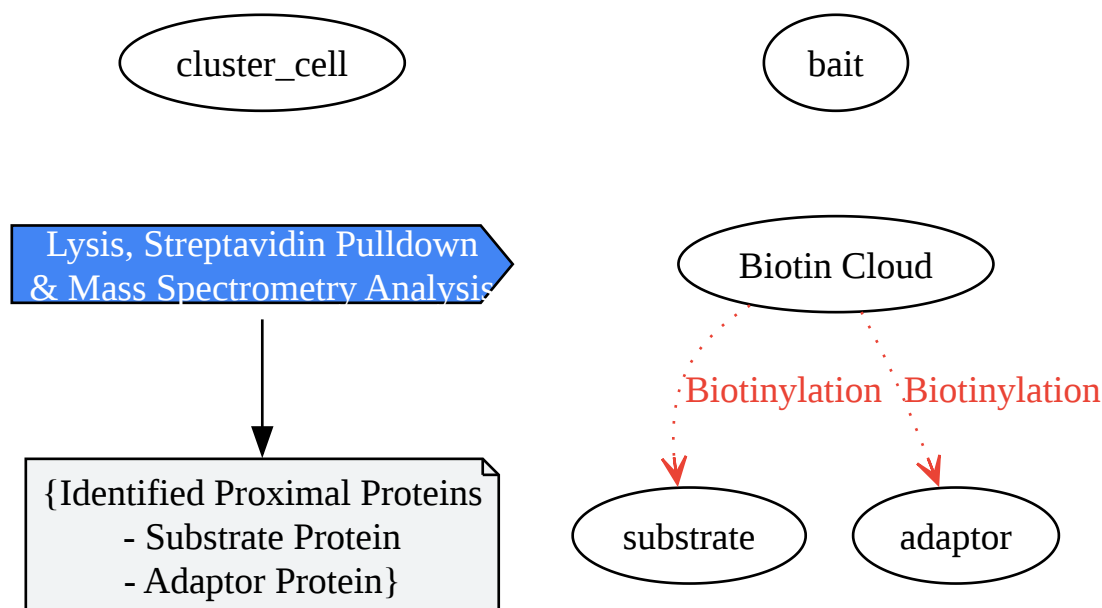 cluster_cell
bait
Lysis, Streptavidin Pulldown
& Mass Spectrometry Analysis
Biotin Cloud
Biotinylation
Biotinylation
{Identified Proximal Proteins
- Substrate Protein
- Adaptor Protein}
substrate
adaptor